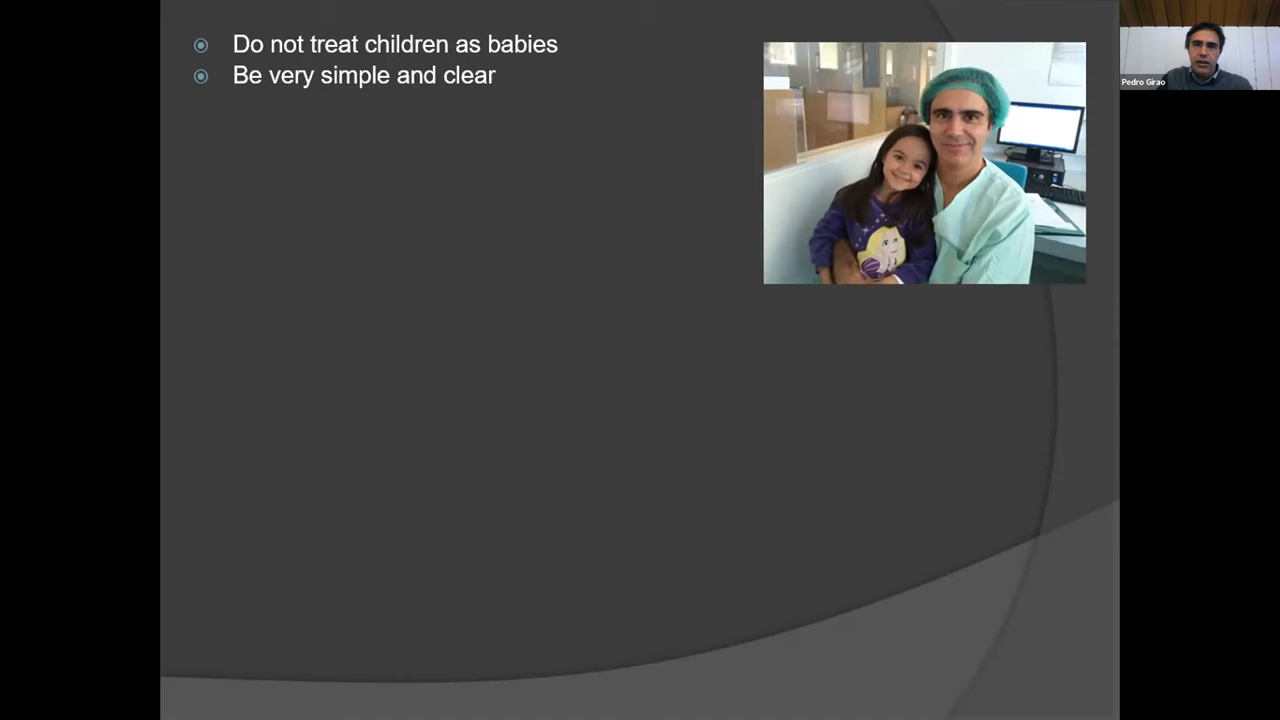 Do not treat children as babies
Be very simple and clear
Pedro Girao